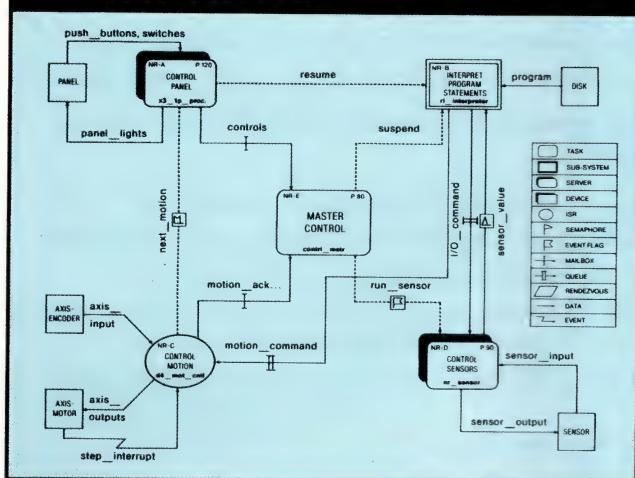 push__buttons, switches
PANEL
NR-A P 120
CONTROL
PANEL
x3__1p__proc.
panel__lights
resume
NR-B
INTERPRET
PROGRAM
STATEMENTS
rl__interpreter
program
DISK
controls
suspend
next__motion
NR-E P 80
MASTER
CONTROL
contrl__motr
I/O__command
sensor__value
TASK
SUB-SYSTEM
SERVER
DEVICE
ISR
SEMAPHORE
EVENT FLAG
MAILBOX
QUEUE
RENDEZVOUS
DATA
EVENT
motion__ack...
run__sensor
AXIS-
ENCODER
axis__
input
NR-C
CONTROL
MOTION
motion__command
NR-D P 90
CONTROL
SENSORS
nr__sensor
sensor__input
AXIS-
MOTOR
axis__
outputs
step__interrupt
sensor__output
SENSOR